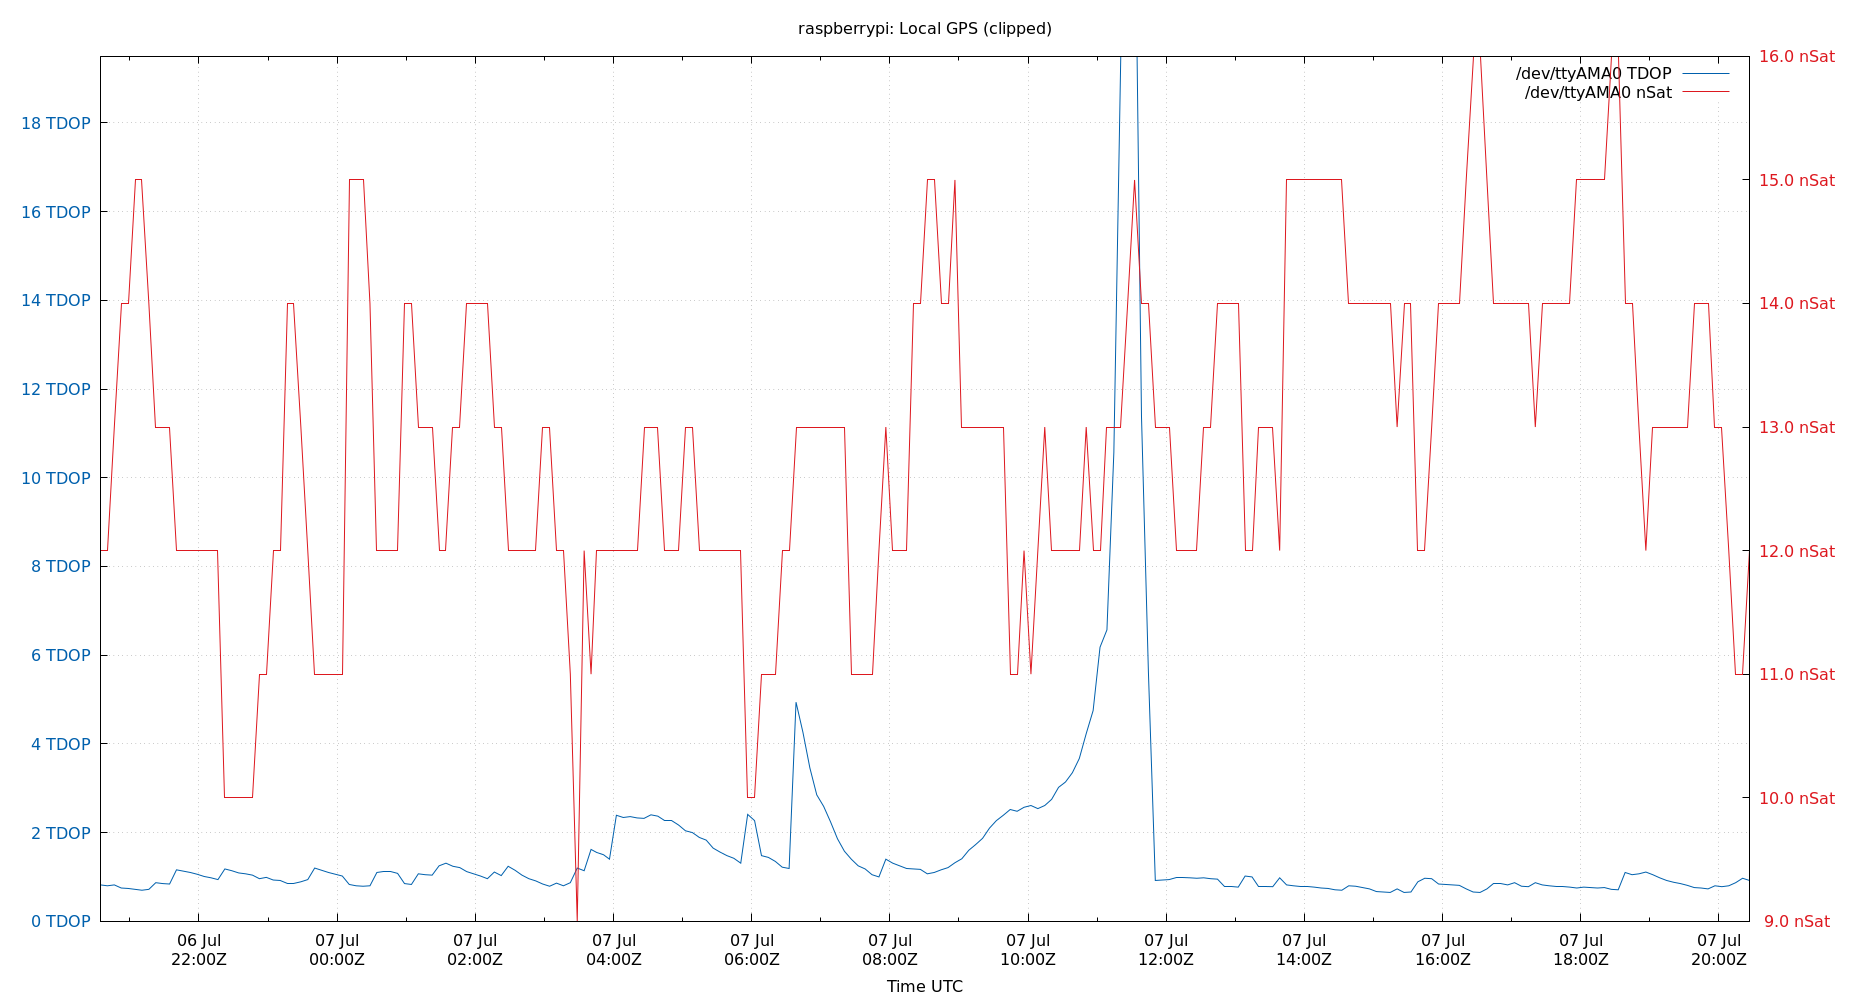 raspberrypi: Local GPS (clipped)
/dev/ttyAMA0 TDOP
/dev/ttyAMA0 nSat
18 TDOP
16 TDOP
14 TDOP
12 TDOP
10 TDOP
8 TDOP
6 TDOP
4 TDOP
2 TDOP
0 TDOP
16.0 nSat
15.0 nSat
14.0 nSat
13.0 nSat
12.0 nSat
11.0 nSat
10.0 nSat
9.0 nSat
06 Jul
22:00Z
07 Jul
00:00Z
07 Jul
02:00Z
07 Jul
04:00Z
07 Jul
06:00Z
07 Jul
08:00Z
07 Jul
10:00Z
07 Jul
12:00Z
07 Jul
14:00Z
07 Jul
16:00Z
07 Jul
18:00Z
07 Jul
20:00Z
Time UTC